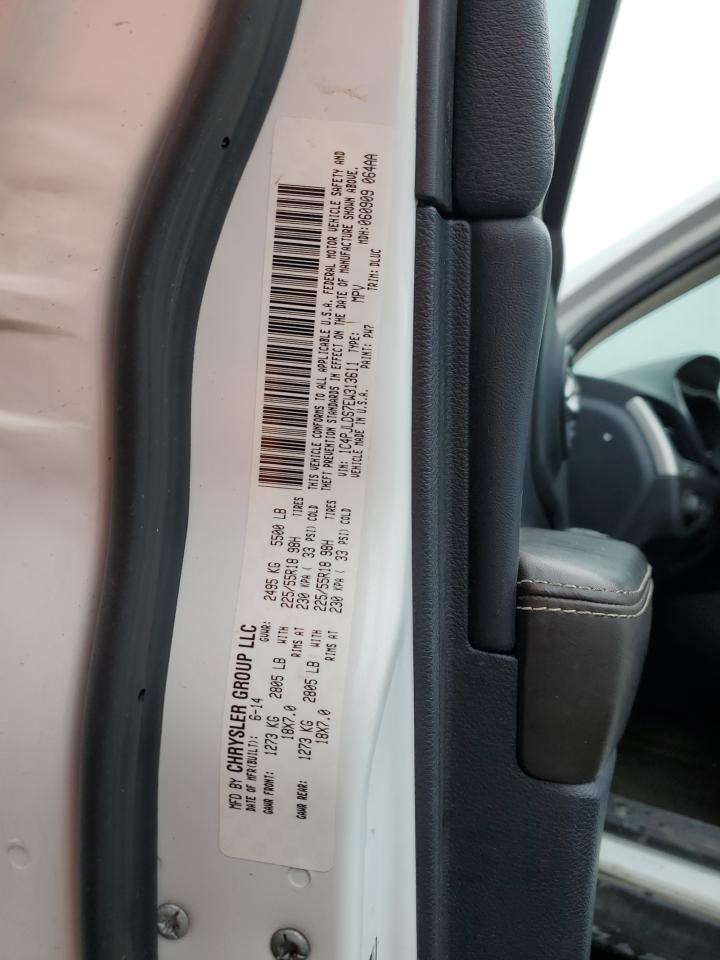 MFD BY CHRYSLER GROUP LLC
DATE OF MFR(BUILT): 6-14 GVWR: 2495 KG 5500 LB
GAWR FRONT: 1273 KG 2805 LB WITH 225/55R18 98H TIRES
18X7.0 RIMS AT 230 KPA ( 33 PSI) COLD
GAWR REAR: 1273 KG 2805 LB WITH 225/55R18 98H TIRES
18X7.0 RIMS AT 230 KPA ( 33 PSI) COLD
THIS VEHICLE CONFORMS TO ALL APPLICABLE U.S.A. FEDERAL MOTOR VEHICLE SAFETY AND
THEFT PREVENTION STANDARDS IN EFFECT ON THE DATE OF MANUFACTURE SHOWN ABOVE.
VIN: 1C4PJLDS7EW313611 TYPE: MPV MDH:060909 064AA
VEHICLE MADE IN U.S.A. PAINT: PW7 TRIM: DLUC